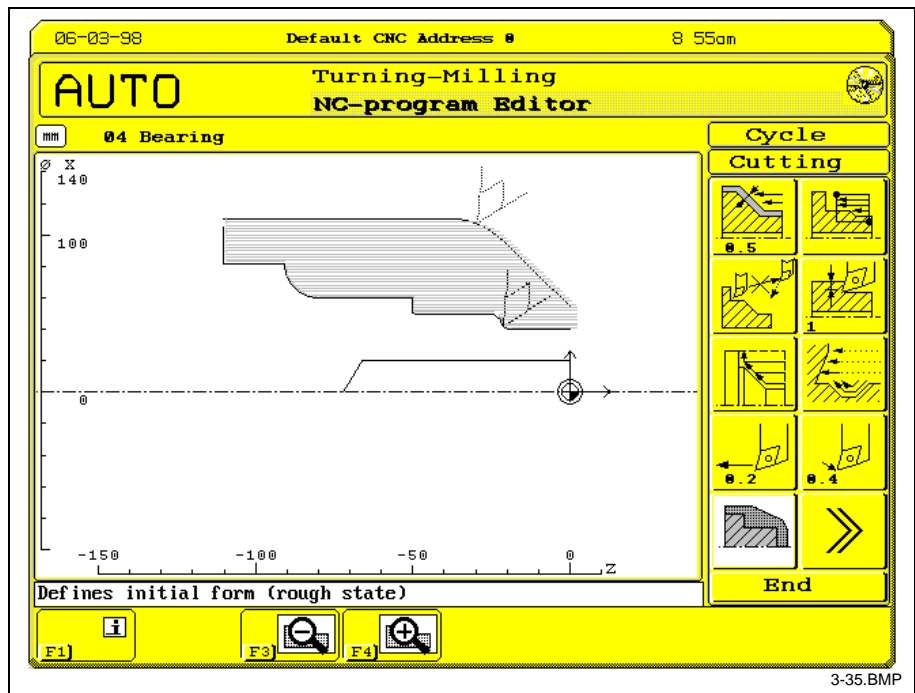 06-03-98 Default CNC Address 0 8 55am
AUTO
Turning-Milling
NC-program Editor
mm 04 Bearing
Cycle
Cutting
Ø X
140
100
0
-150 -100 -50 0 Z
0.5
1
0.2 0.4
End
Defines initial form (rough state)
F1) i F3) F4)
3-35.BMP